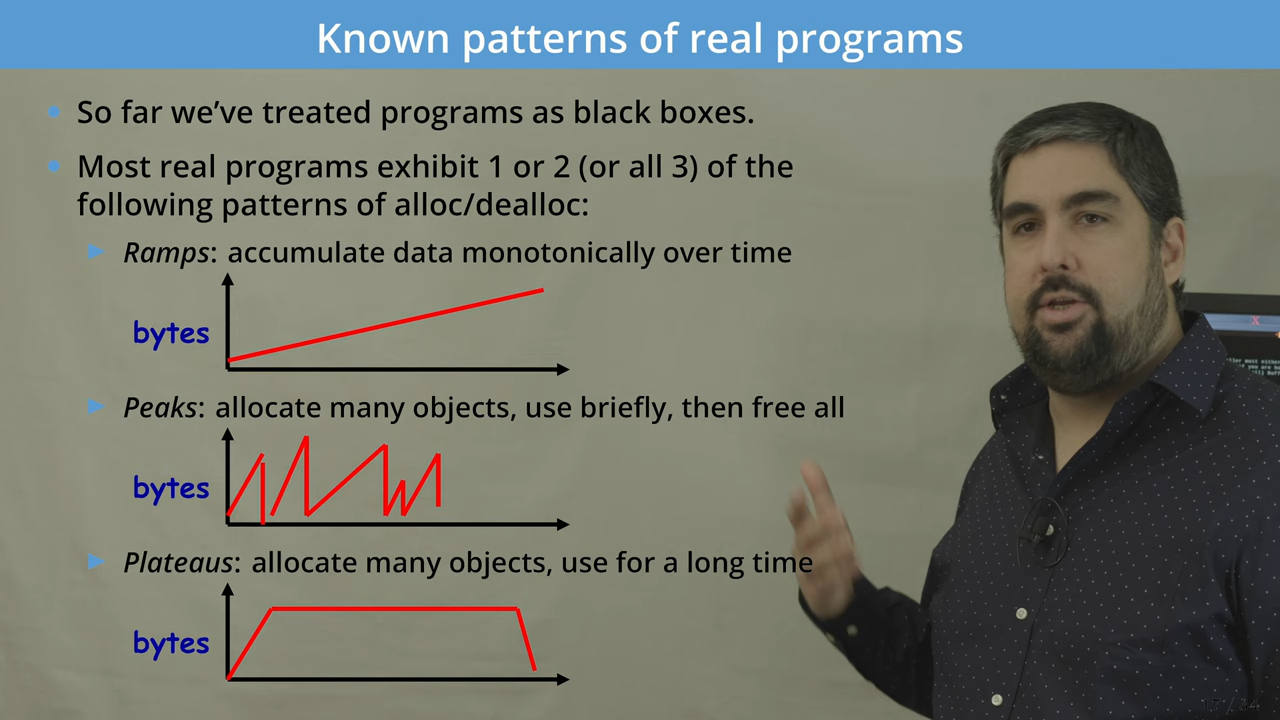 Known patterns of real programs
So far we've treated programs as black boxes.
Most real programs exhibit 1 or 2 (or all 3) of the
following patterns of alloc/dealloc:
Ramps: accumulate data monotonically over time
bytes
Peaks: allocate many objects, use briefly, then free all
bytes
Plateaus: allocate many objects, use for a long time
bytes
17 / 34